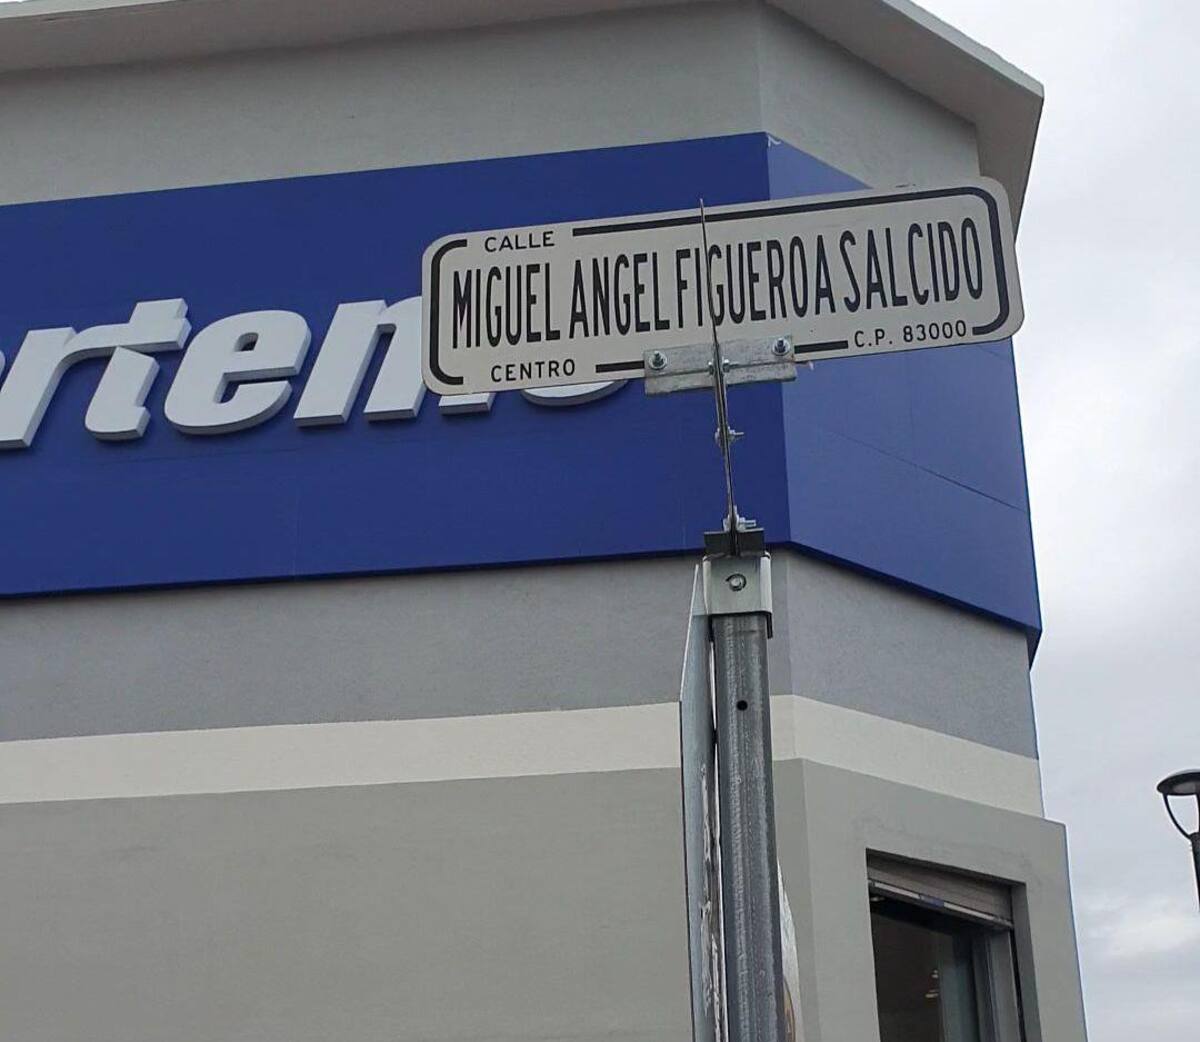 CALLE
MIGUEL ANGEL FIGUEROA SALCIDO
CENTRO
C.P. 83000